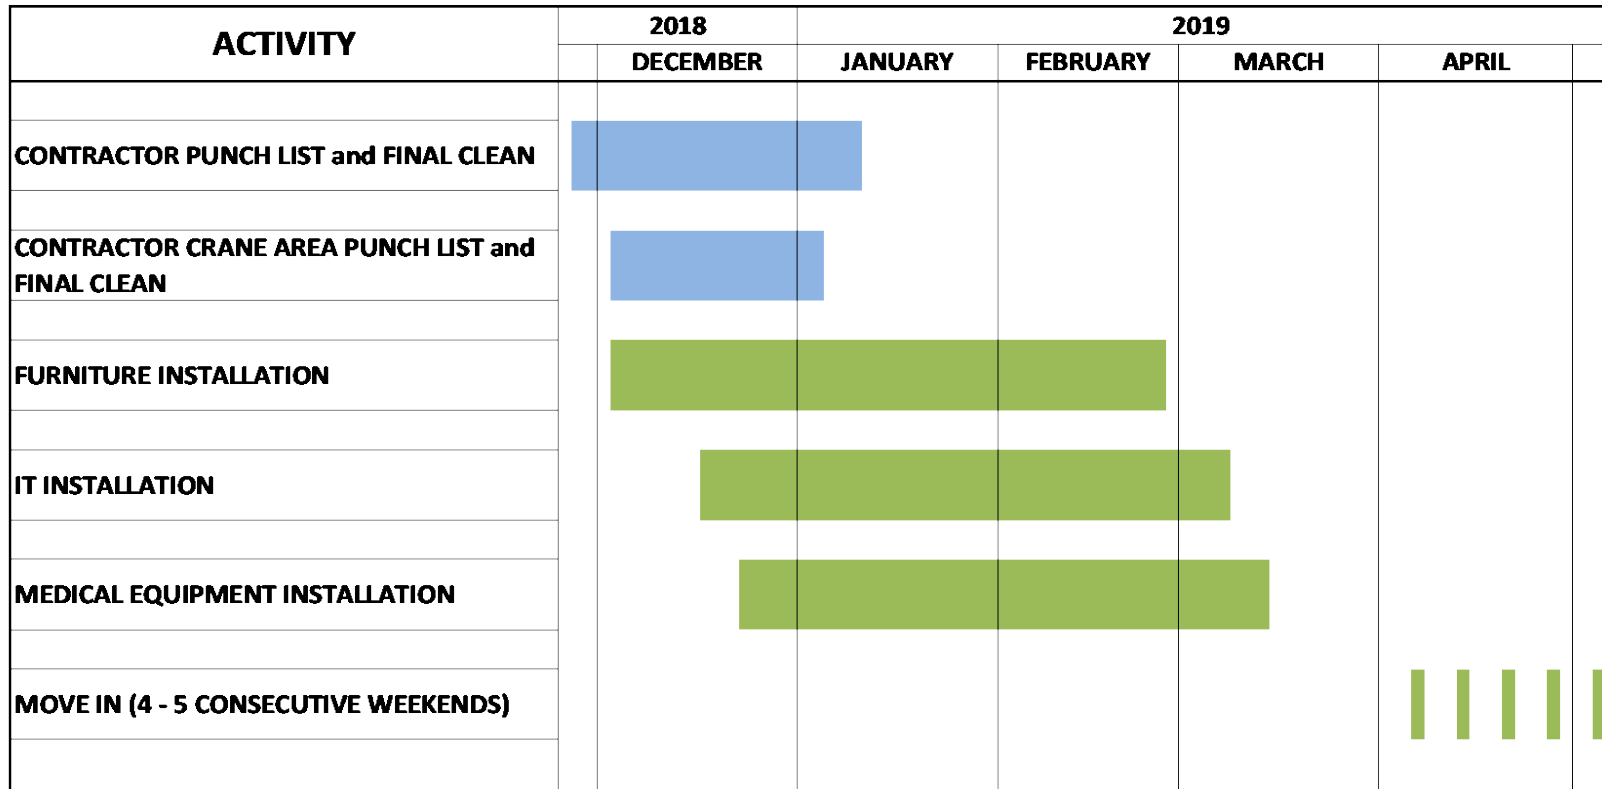 ACTIVITY
2018
2019
DECEMBER
JANUARY
FEBRUARY
MARCH
APRIL
CONTRACTOR PUNCH LIST and FINAL CLEAN
CONTRACTOR CRANE AREA PUNCH LIST and
FINAL CLEAN
FURNITURE INSTALLATION
IT INSTALLATION
MEDICAL EQUIPMENT INSTALLATION
MOVE IN (4 - 5 CONSECUTIVE WEEKENDS)